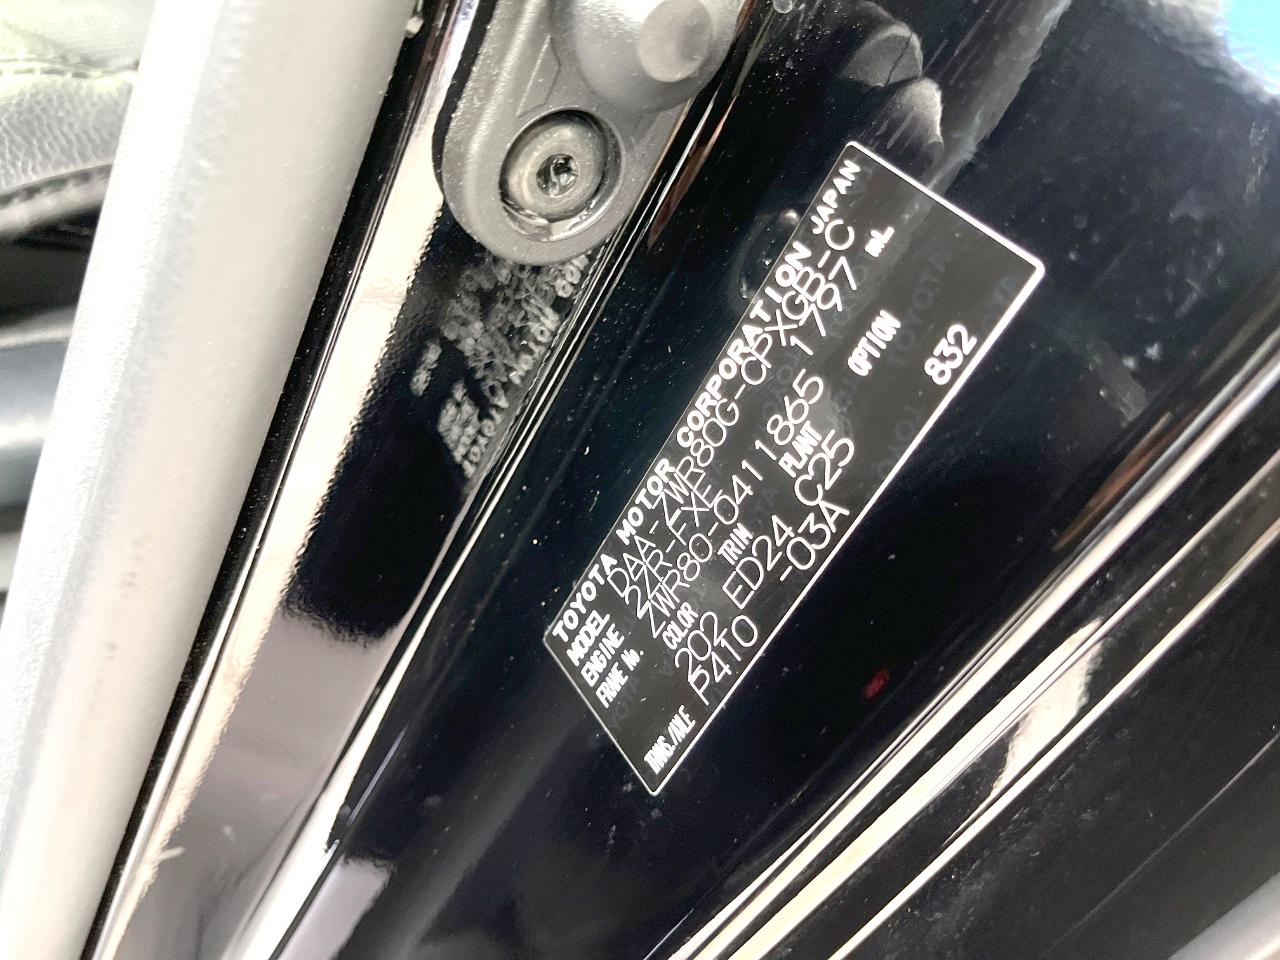 TOYOTA MOTOR CORPORATION JAPAN
MODEL DAA-ZWR80G-CPXGB-C
ENGINE 2ZR-FXE 1797 mL
FRAME No. ZWR80-0411865
COLOR TRIM PLANT OPTION
202 ED24 C25 832
TRANS./AXLE P410 -03A